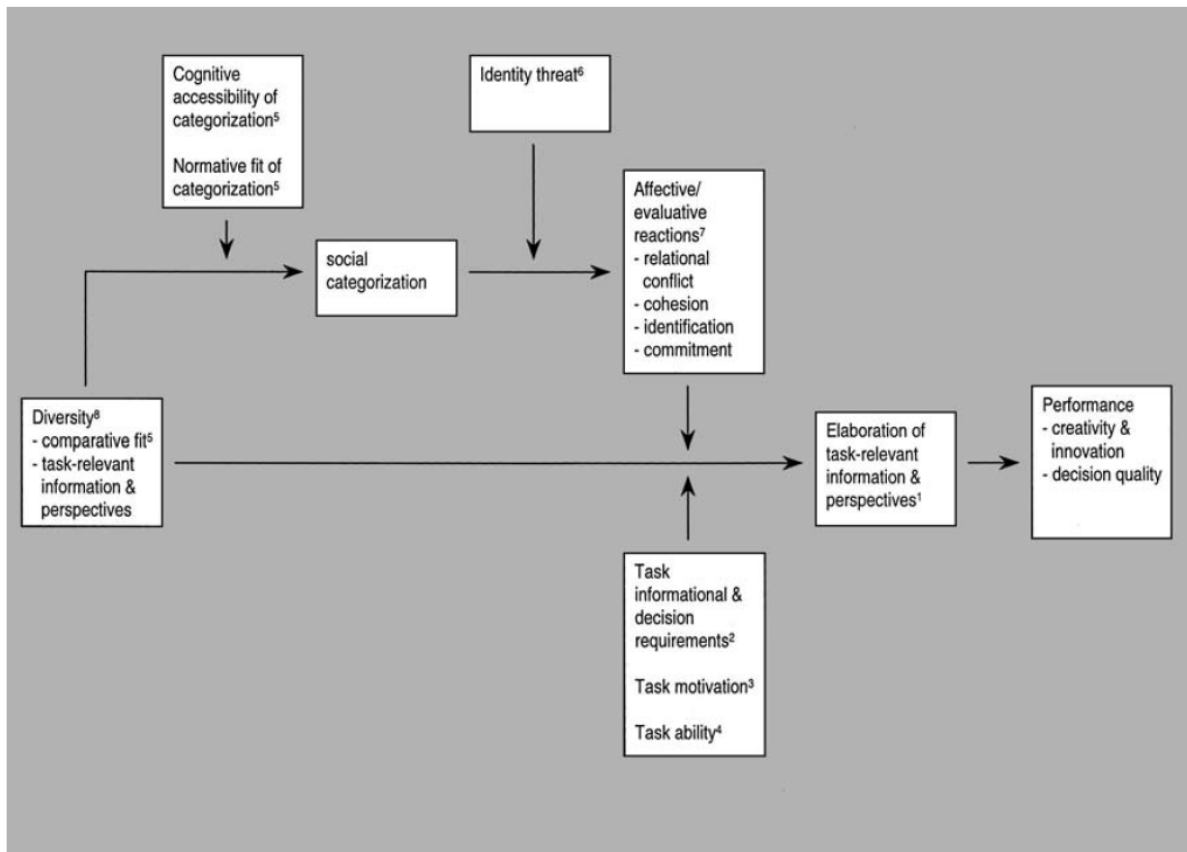 Cognitive
accessibility of
categorization⁵
Normative fit of
categorization⁵
Identity threat⁶
social
categorization
Affective/
evaluative
reactions⁷
- relational
conflict
- cohesion
- identification
- commitment
Diversity⁸
- comparative fit⁵
- task-relevant
information &
perspectives
Elaboration of
task-relevant
information &
perspectives¹
Performance
- creativity &
innovation
- decision quality
Task
informational &
decision
requirements²
Task motivation³
Task ability⁴